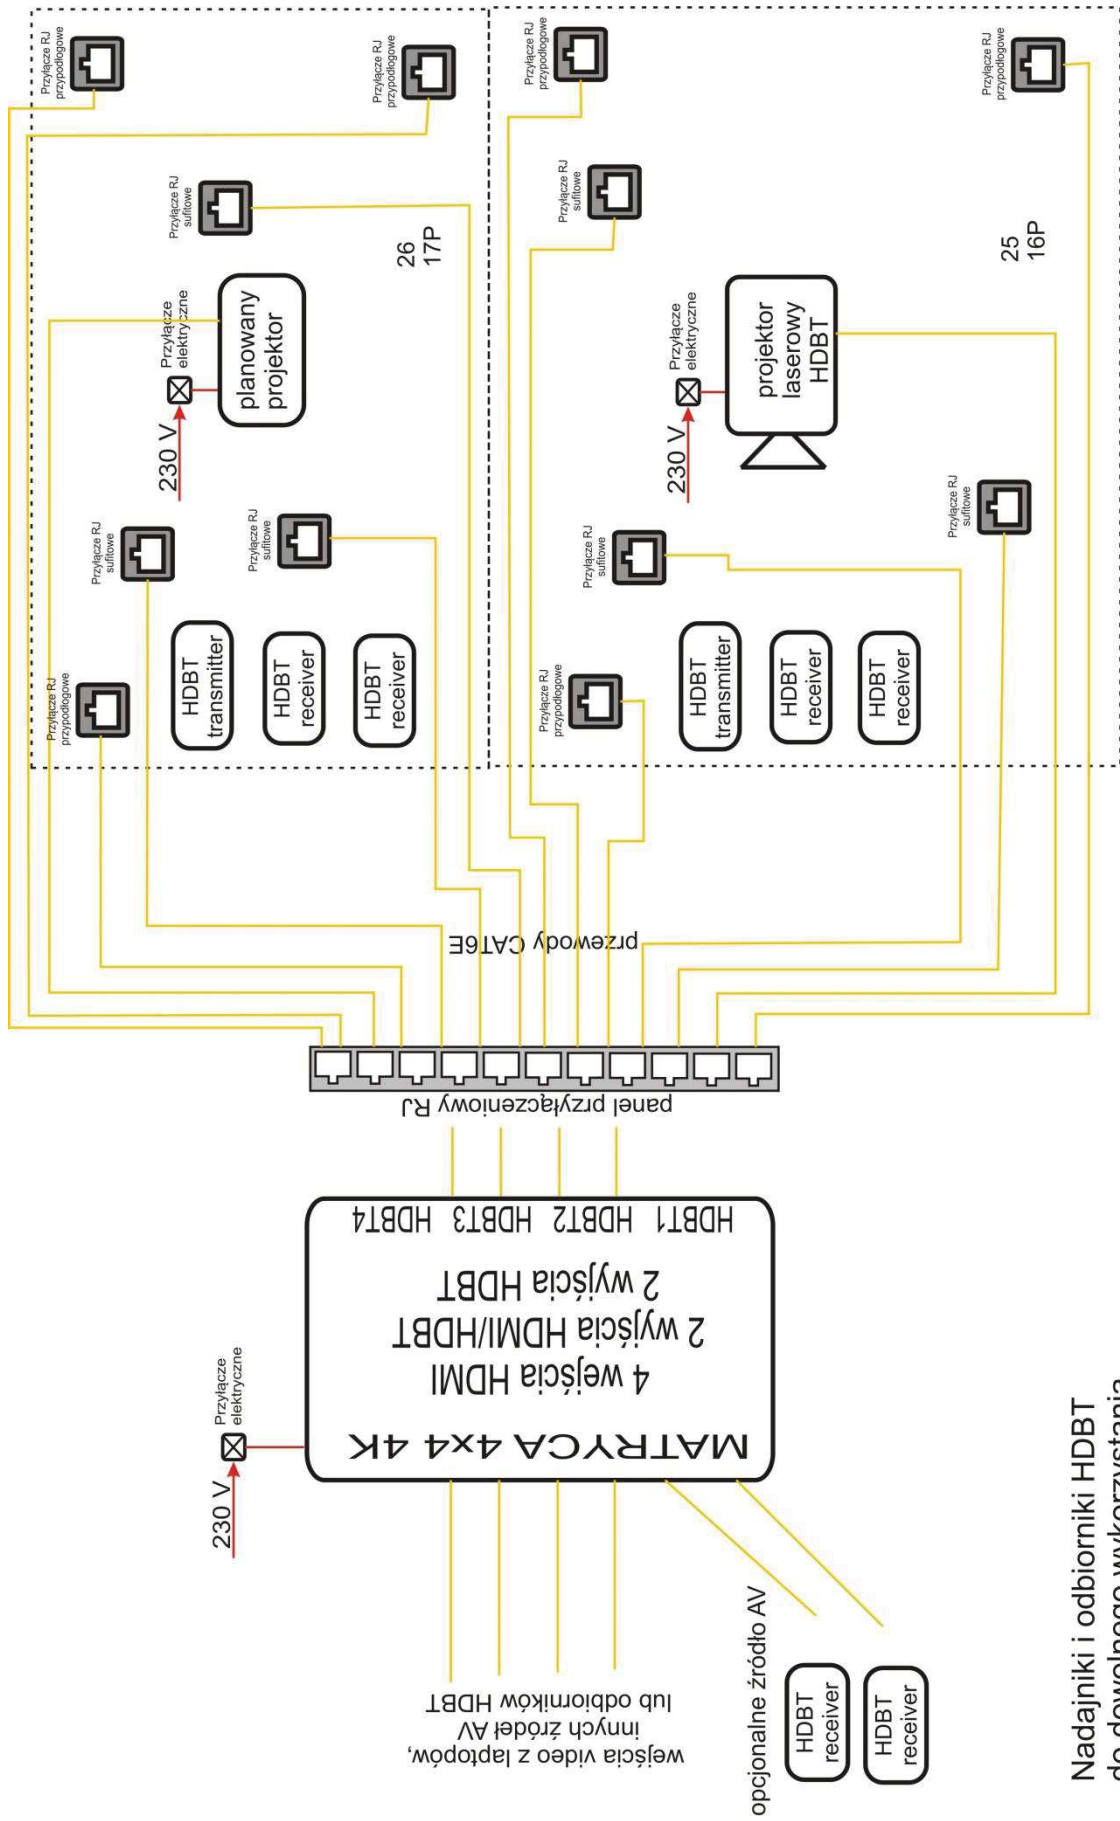 230 V
Przyłącze
elektryczne
wejścia video z laptopów,
innych źródeł AV
lub odbiorników HDBT
opcjonalne źródło AV
HDBT
receiver
HDBT
receiver
MATRYCA 4x4 4K
4 wejścia HDMI
2 wyjścia HDMI/HDBT
2 wyjścia HDBT
HDBT1 HDBT2 HDBT3 HDBT4
panel przyłączeniowy RJ
przewody CAT6E
Przyłącze RJ
przypodłogowe
Przyłącze RJ
sufitowe
Przyłącze RJ
sufitowe
HDBT
transmitter
HDBT
receiver
HDBT
receiver
230 V
Przyłącze
elektryczne
planowany
projektor
Przyłącze RJ
sufitowe
Przyłącze RJ
przypodłogowe
Przyłącze RJ
przypodłogowe
26
17P
Przyłącze RJ
przypodłogowe
Przyłącze RJ
sufitowe
Przyłącze RJ
sufitowe
HDBT
transmitter
HDBT
receiver
HDBT
receiver
230 V
Przyłącze
elektryczne
projektor
laserowy
HDBT
Przyłącze RJ
sufitowe
Przyłącze RJ
przypodłogowe
Przyłącze RJ
przypodłogowe
25
16P
Nadajniki i odbiorniki HDBT
do dowolnego wykorzystania